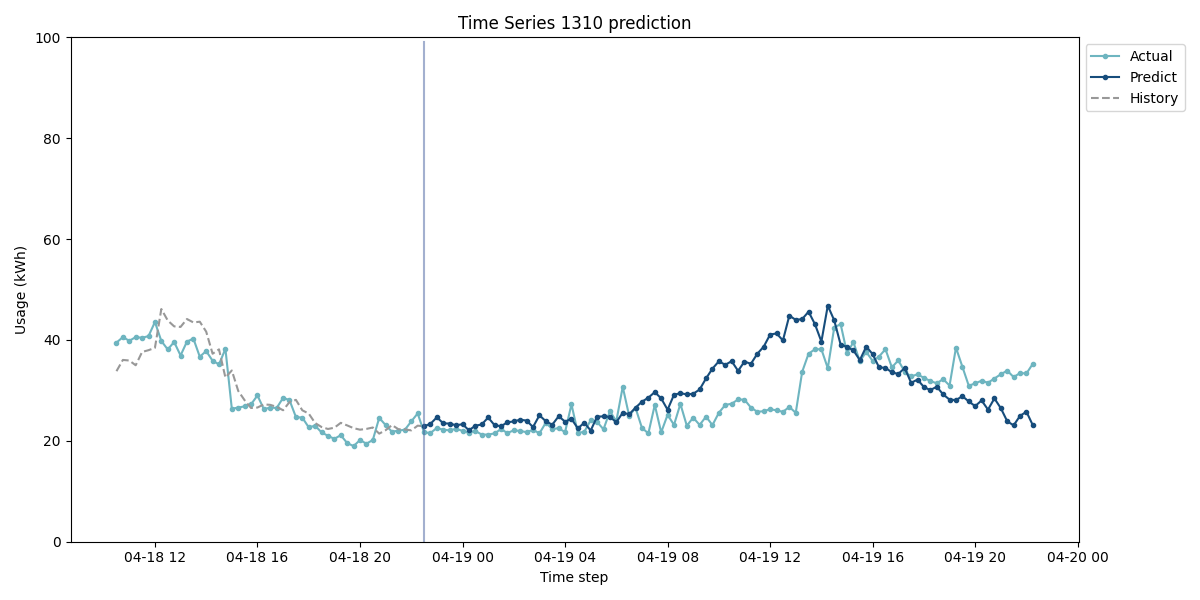 Time Series 1310 prediction
100
80
60
40
20
0
Usage (kWh)
04-18 12
04-18 16
04-18 20
04-19 00
04-19 04
04-19 08
04-19 12
04-19 16
04-19 20
04-20 00
Time step
Actual
Predict
History